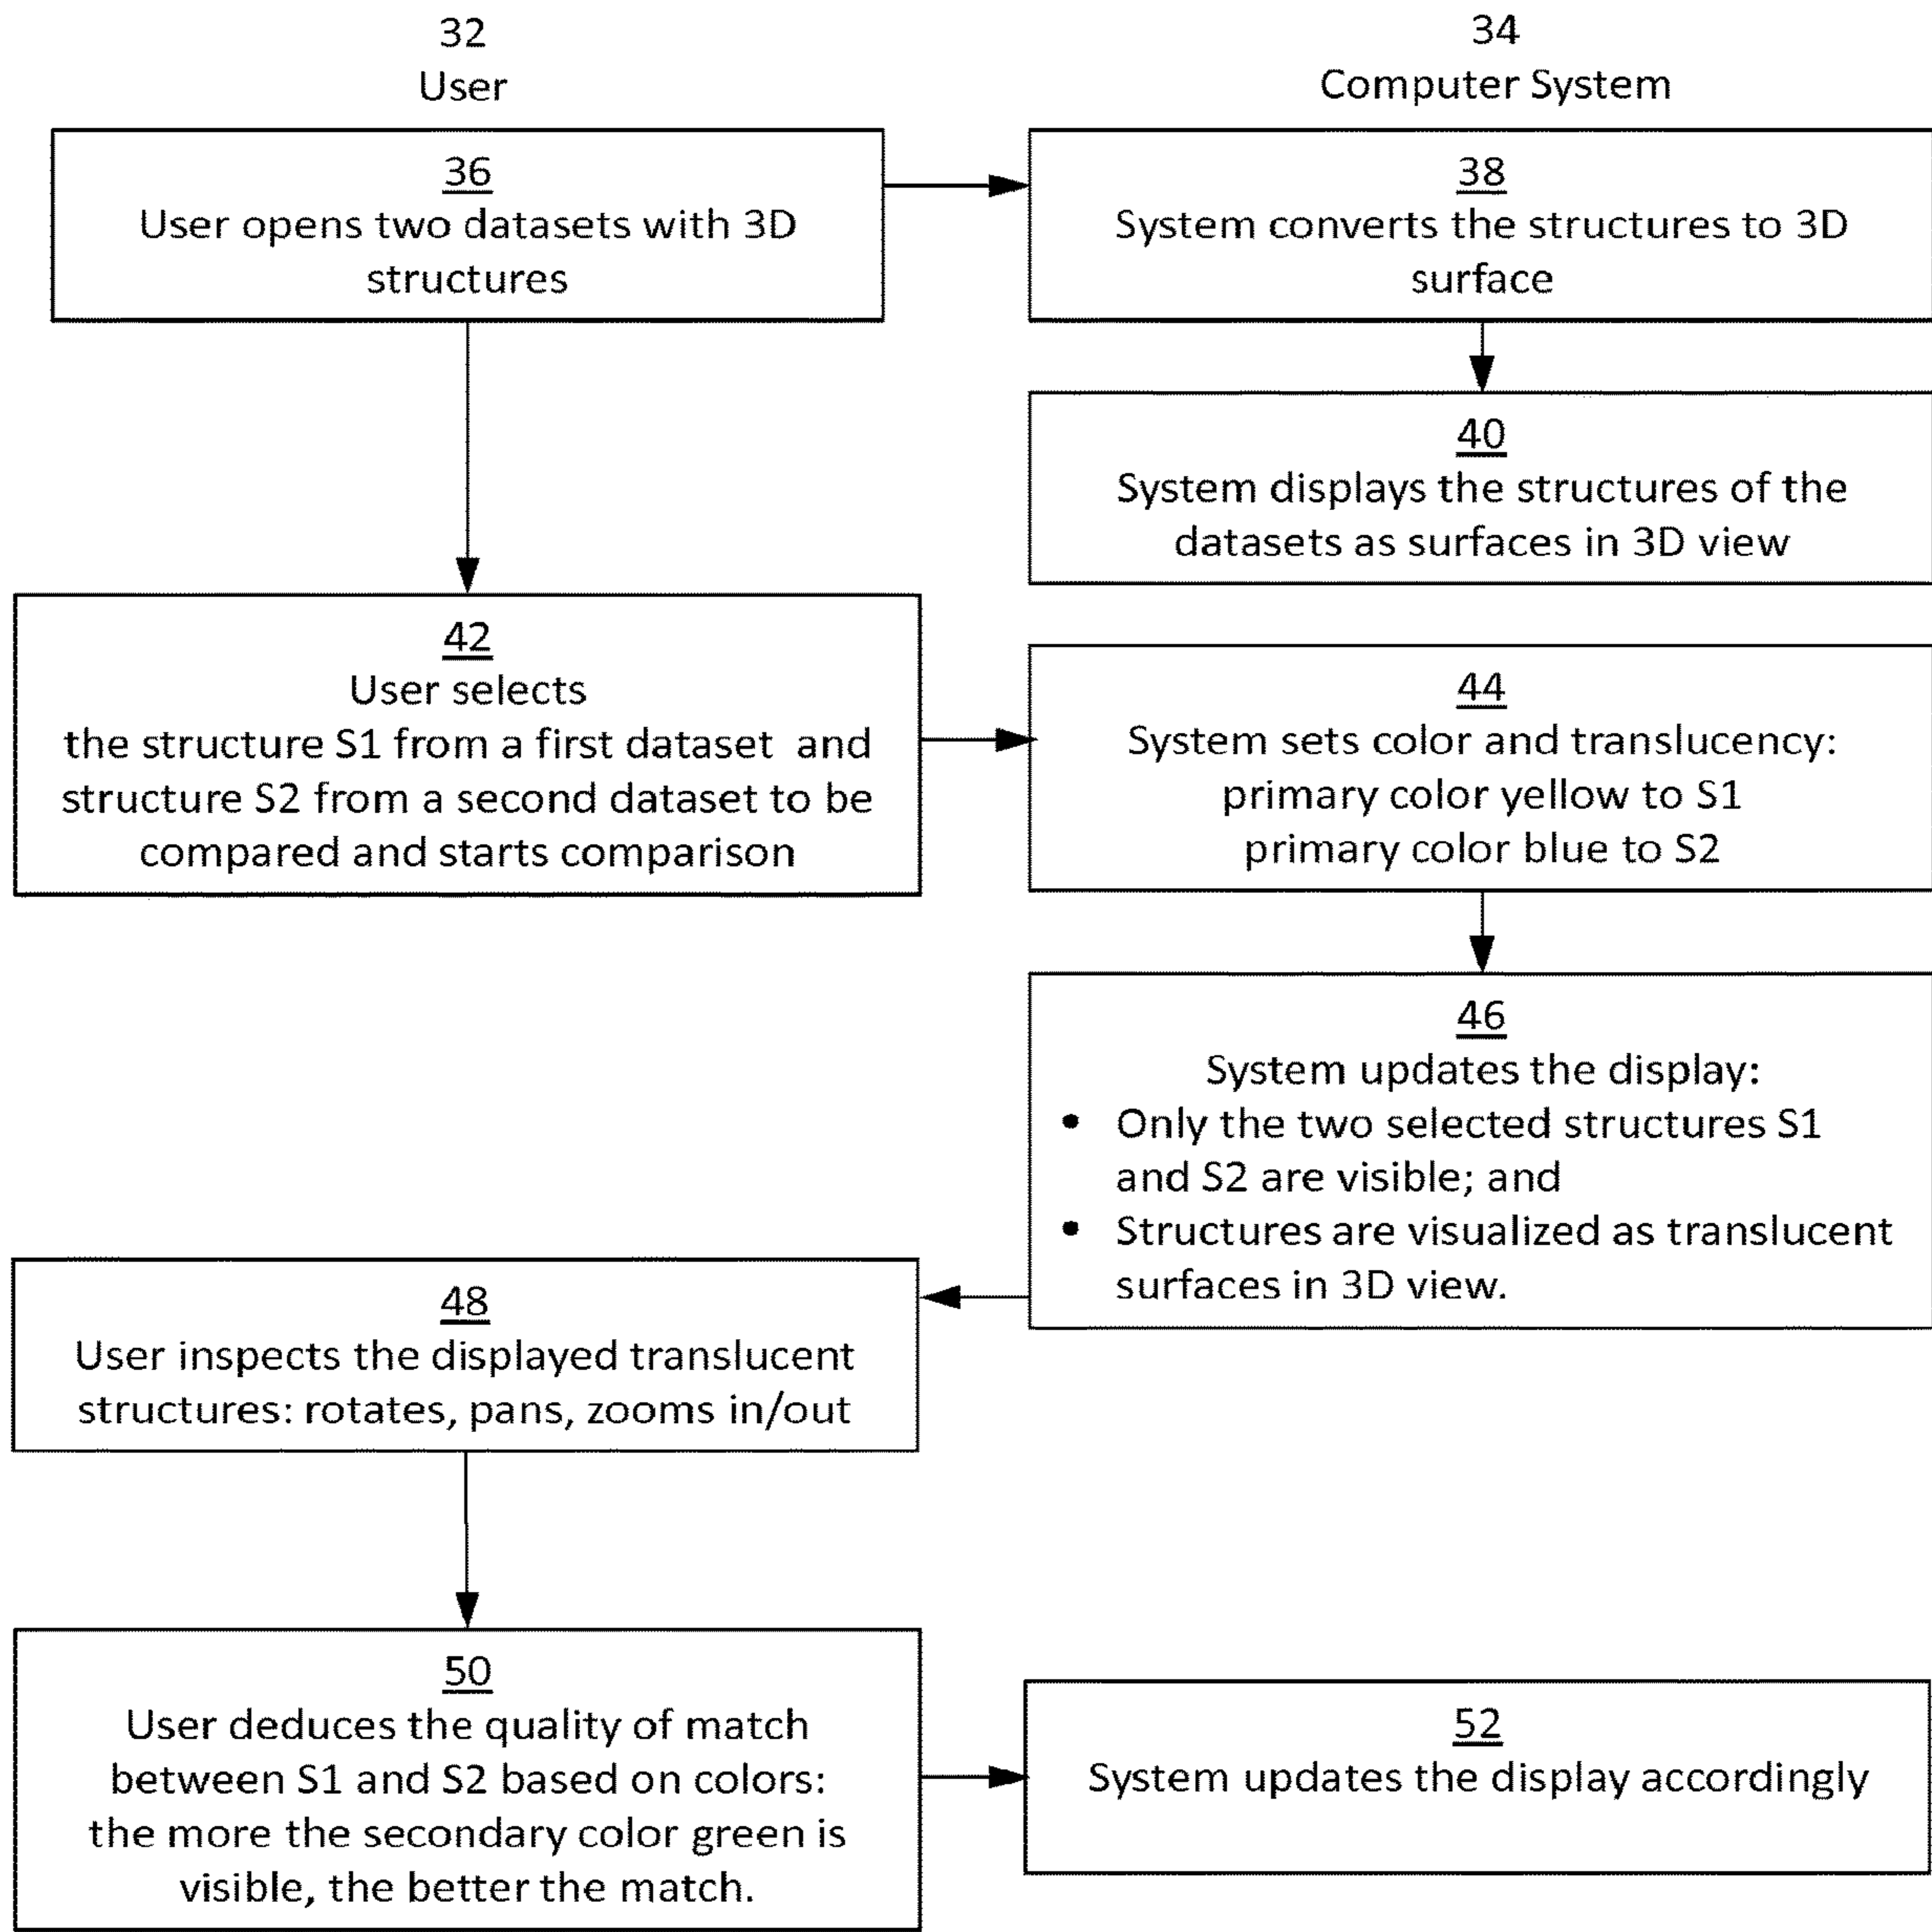 32
User
34
Computer System
36
User opens two datasets with 3D
structures
38
System converts the structures to 3D
surface
40
System displays the structures of the
datasets as surfaces in 3D view
42
User selects
the structure S1 from a first dataset and
structure S2 from a second dataset to be
compared and starts comparison
44
System sets color and translucency:
primary color yellow to S1
primary color blue to S2
46
System updates the display:
• Only the two selected structures S1
and S2 are visible; and
• Structures are visualized as translucent
surfaces in 3D view.
48
User inspects the displayed translucent
structures: rotates, pans, zooms in/out
50
User deduces the quality of match
between S1 and S2 based on colors:
the more the secondary color green is
visible, the better the match.
52
System updates the display accordingly